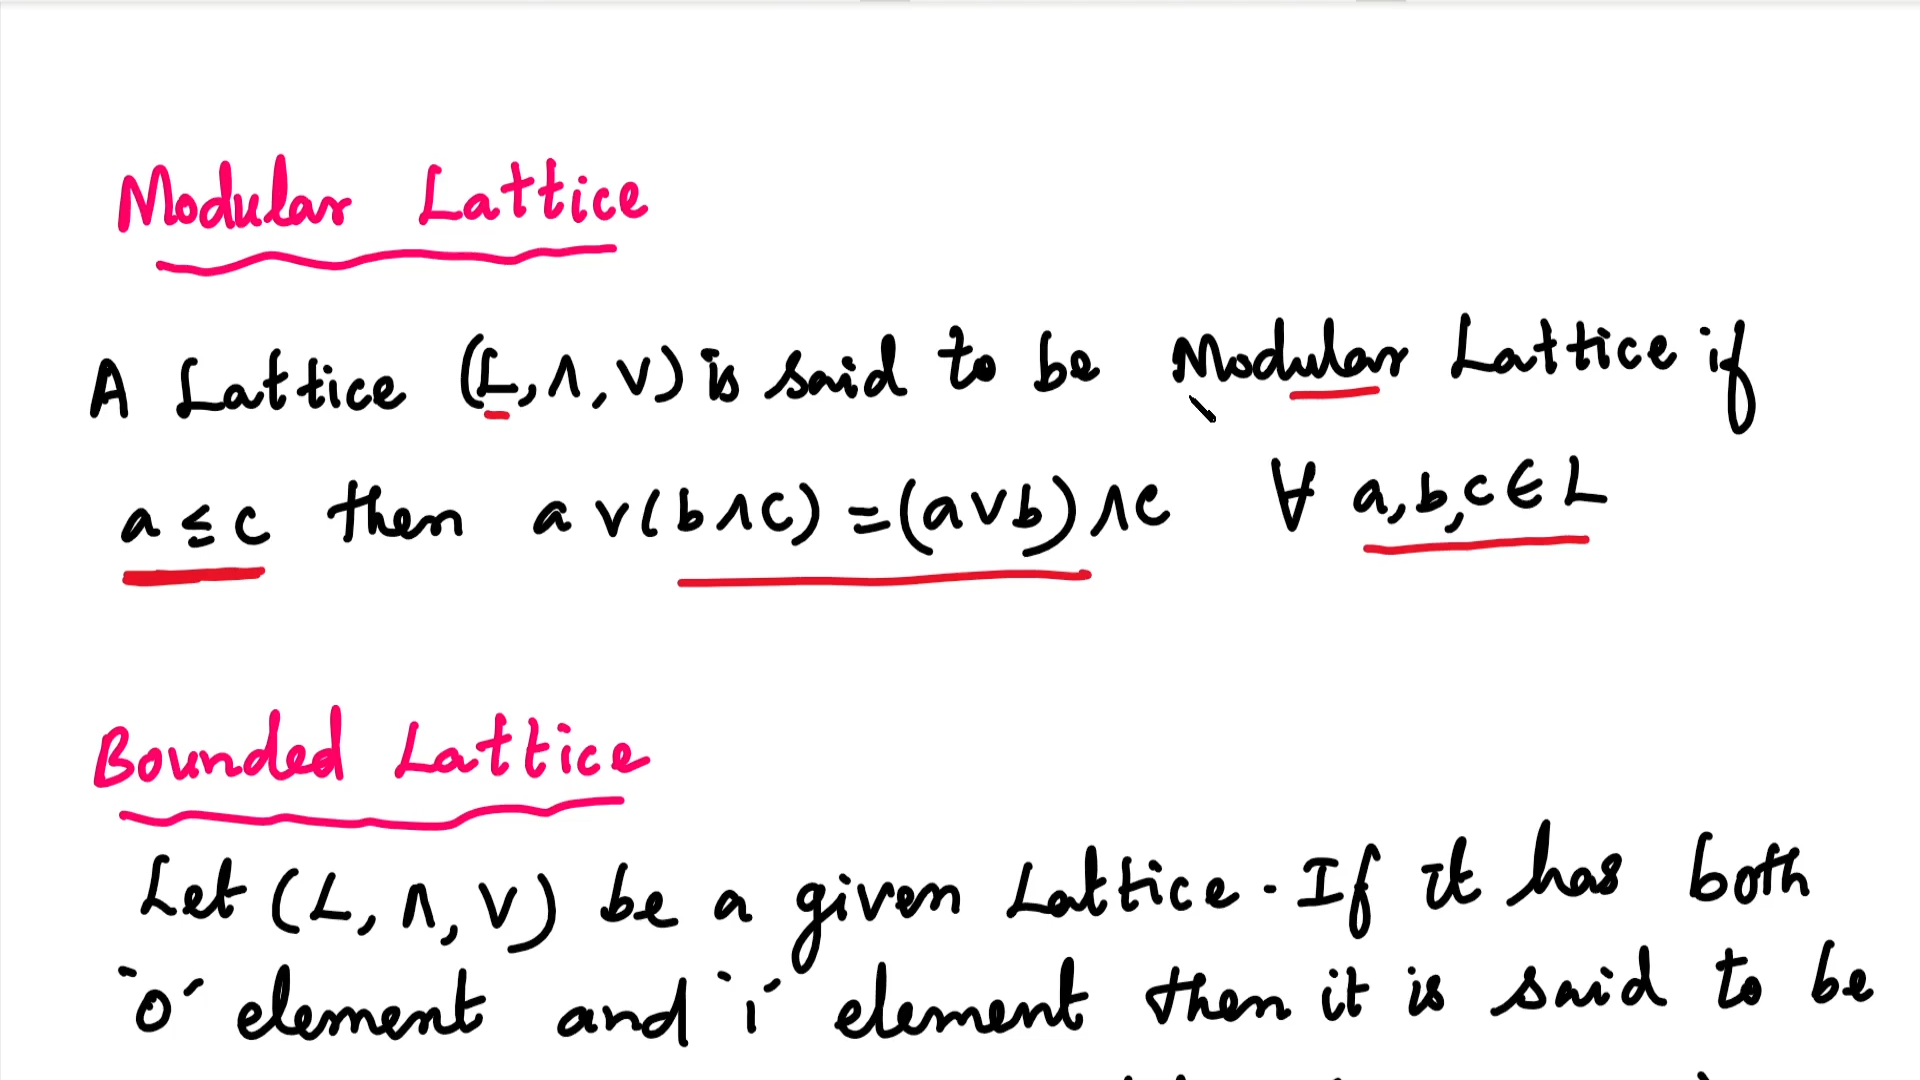 Modular Lattice
A Lattice (L, ∧, ∨) is said to be Modular Lattice if
a ≤ c then a ∨ (b ∧ c) = (a ∨ b) ∧ c ∀ a, b, c ∈ L
Bounded Lattice
Let (L, ∧, ∨) be a given Lattice. If it has both
'0' element and '1' element then it is said to be